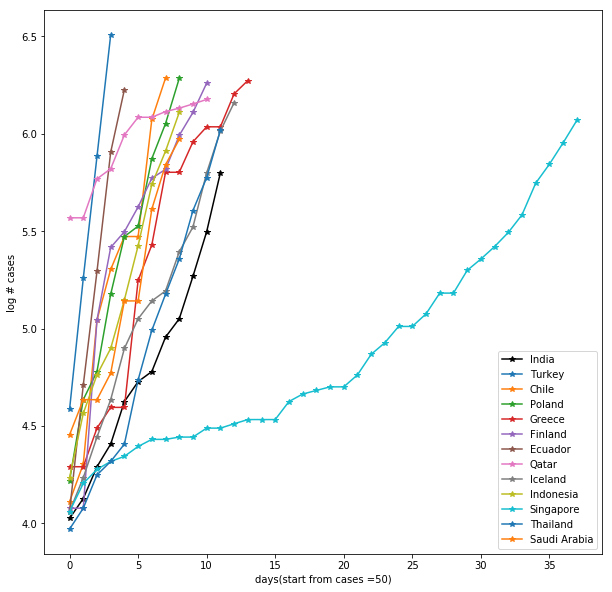 6.5
6.0
5.5
5.0
4.5
4.0
log # cases
0
5
10
15
20
25
30
35
days(start from cases =50)
India
Turkey
Chile
Poland
Greece
Finland
Ecuador
Qatar
Iceland
Indonesia
Singapore
Thailand
Saudi Arabia